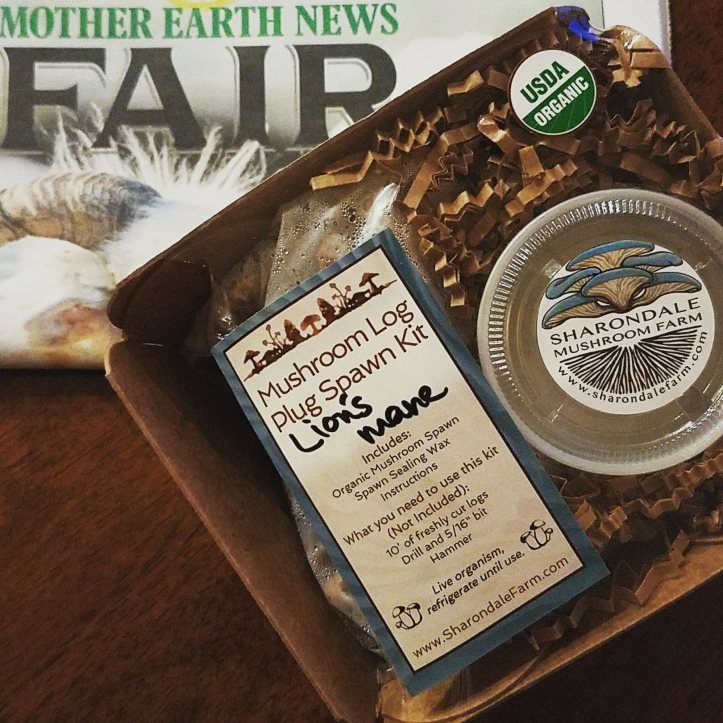 MOTHER EARTH NEWS
FAIR
USDA
ORGANIC
SHARONDALE
MUSHROOM FARM
www.sharondalefarm.com
Mushroom Log
Plug Spawn Kit
Lion's
mane
Includes:
Organic Mushroom Spawn
Spawn Sealing Wax
Instructions
What you need to use this kit
(Not Included):
10' of freshly cut logs
Drill and 5/16" bit
Hammer
Live organism,
refrigerate until use.
www.SharondaleFarm.com